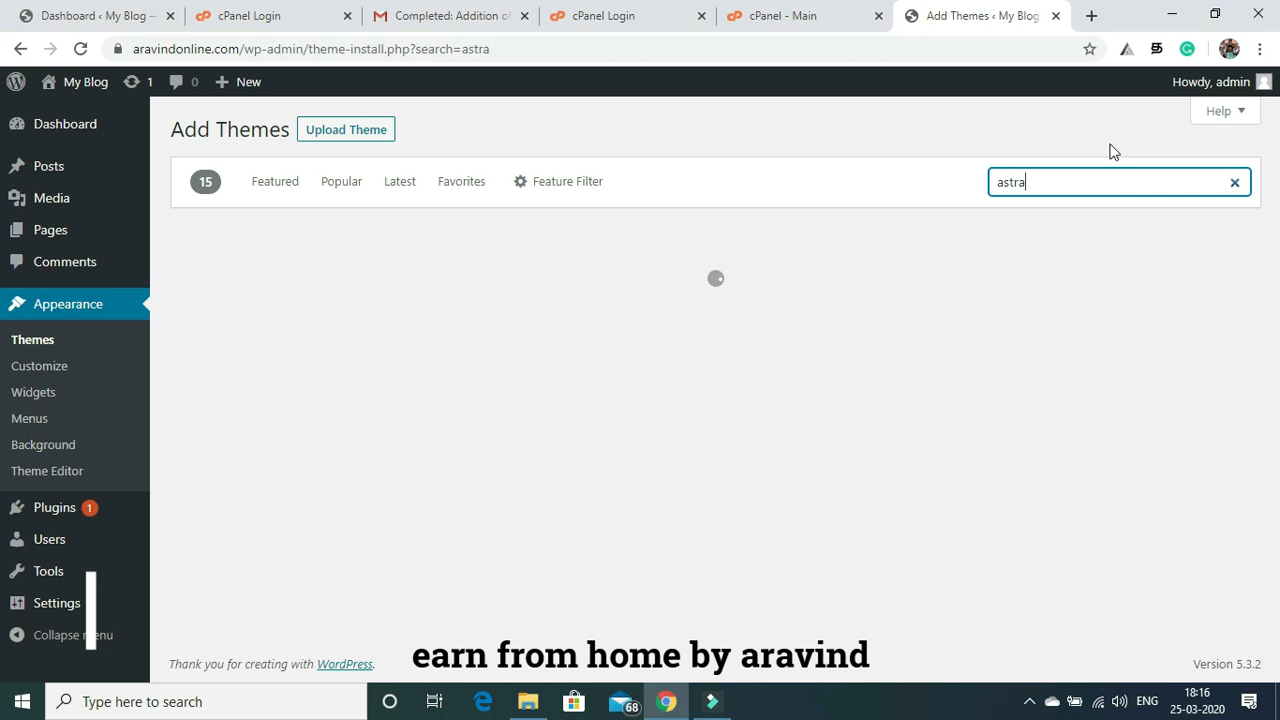 Dashboard ‹ My Blog —
cPanel Login
Completed: Addition of
cPanel Login
cPanel - Main
Add Themes ‹ My Blog
aravindonline.com/wp-admin/theme-install.php?search=astra
My Blog
1
0
New
Howdy, admin
Dashboard
Posts
Media
Pages
Comments
Appearance
Themes
Customize
Widgets
Menus
Background
Theme Editor
Plugins 1
Users
Tools
Settings
Collapse menu
Help
Add Themes
Upload Theme
15
Featured
Popular
Latest
Favorites
Feature Filter
astra
Thank you for creating with WordPress.
Version 5.3.2
earn from home by aravind
Type here to search
68
ENG
18:16
25-03-2020